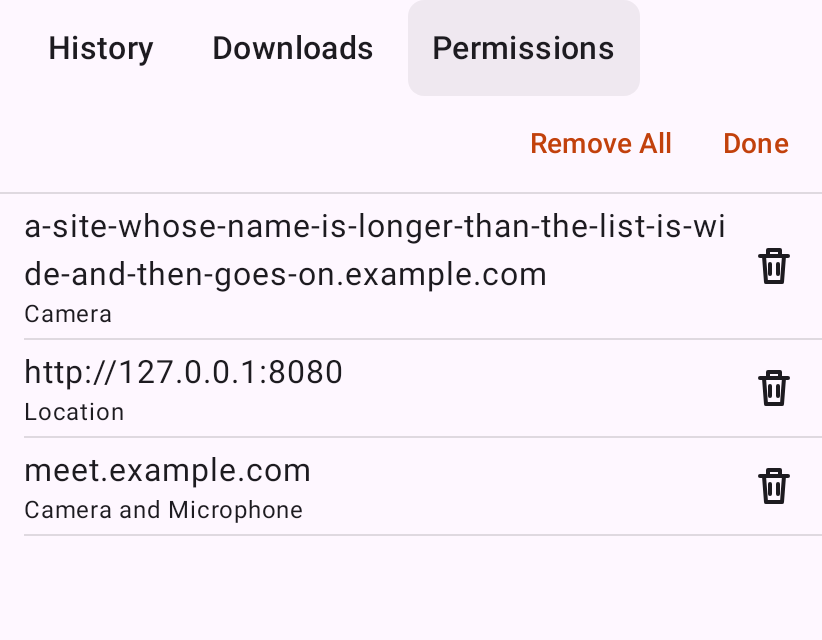 History Downloads Permissions
Remove All Done
a-site-whose-name-is-longer-than-the-list-is-wi
de-and-then-goes-on.example.com
Camera
http://127.0.0.1:8080
Location
meet.example.com
Camera and Microphone